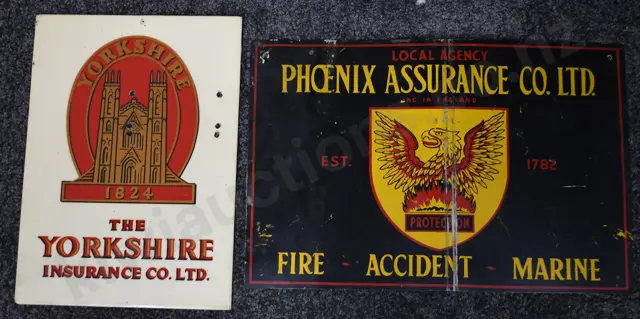 YORKSHIRE
1824
THE
YORKSHIRE
INSURANCE CO. LTD.
LOCAL AGENCY
PHŒNIX ASSURANCE CO. LTD.
INC IN ENGLAND
EST. 1782
PROTECTION
FIRE - ACCIDENT - MARINE